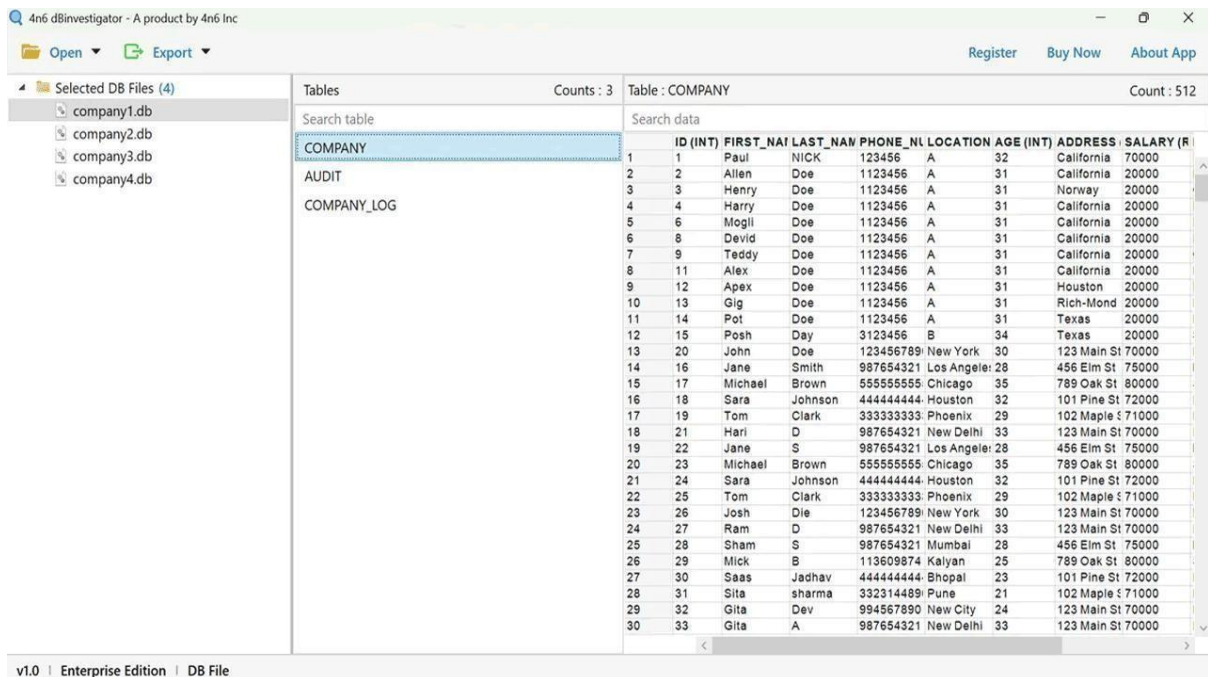 4n6 dBinvestigator - A product by 4n6 Inc
Open Export Register Buy Now About App
Selected DB Files (4)
company1.db
company2.db
company3.db
company4.db
Tables Counts : 3
Search table
COMPANY
AUDIT
COMPANY_LOG
Table : COMPANY Count : 512
Search data
ID (INT) FIRST_NAI LAST_NAM PHONE_NU LOCATION AGE (INT) ADDRESS SALARY (R
1 1 Paul NICK 123456 A 32 California 70000
2 2 Allen Doe 1123456 A 31 California 20000
3 3 Henry Doe 1123456 A 31 Norway 20000
4 4 Harry Doe 1123456 A 31 California 20000
5 6 Mogli Doe 1123456 A 31 California 20000
6 8 Devid Doe 1123456 A 31 California 20000
7 9 Teddy Doe 1123456 A 31 California 20000
8 11 Alex Doe 1123456 A 31 California 20000
9 12 Apex Doe 1123456 A 31 Houston 20000
10 13 Gig Doe 1123456 A 31 Rich-Mond 20000
11 14 Pot Doe 1123456 A 31 Texas 20000
12 15 Posh Day 3123456 B 34 Texas 20000
13 20 John Doe 123456789 New York 30 123 Main St 70000
14 16 Jane Smith 987654321 Los Angele 28 456 Elm St 75000
15 17 Michael Brown 555555555 Chicago 35 789 Oak St 80000
16 18 Sara Johnson 444444444 Houston 32 101 Pine St 72000
17 19 Tom Clark 333333333 Phoenix 29 102 Maple S 71000
18 21 Hari D 987654321 New Delhi 33 123 Main St 70000
19 22 Jane S 987654321 Los Angele 28 456 Elm St 75000
20 23 Michael Brown 555555555 Chicago 35 789 Oak St 80000
21 24 Sara Johnson 444444444 Houston 32 101 Pine St 72000
22 25 Tom Clark 333333333 Phoenix 29 102 Maple S 71000
23 26 Josh Die 123456789 New York 30 123 Main St 70000
24 27 Ram D 987654321 New Delhi 33 123 Main St 70000
25 28 Sham S 987654321 Mumbai 28 456 Elm St 75000
26 29 Mick B 113609874 Kalyan 25 789 Oak St 80000
27 30 Saas Jadhav 444444444 Bhopal 23 101 Pine St 72000
28 31 Sita sharma 332314489 Pune 21 102 Maple S 71000
29 32 Gita Dev 994567890 New City 24 123 Main St 70000
30 33 Gita A 987654321 New Delhi 33 123 Main St 70000
v1.0 | Enterprise Edition | DB File